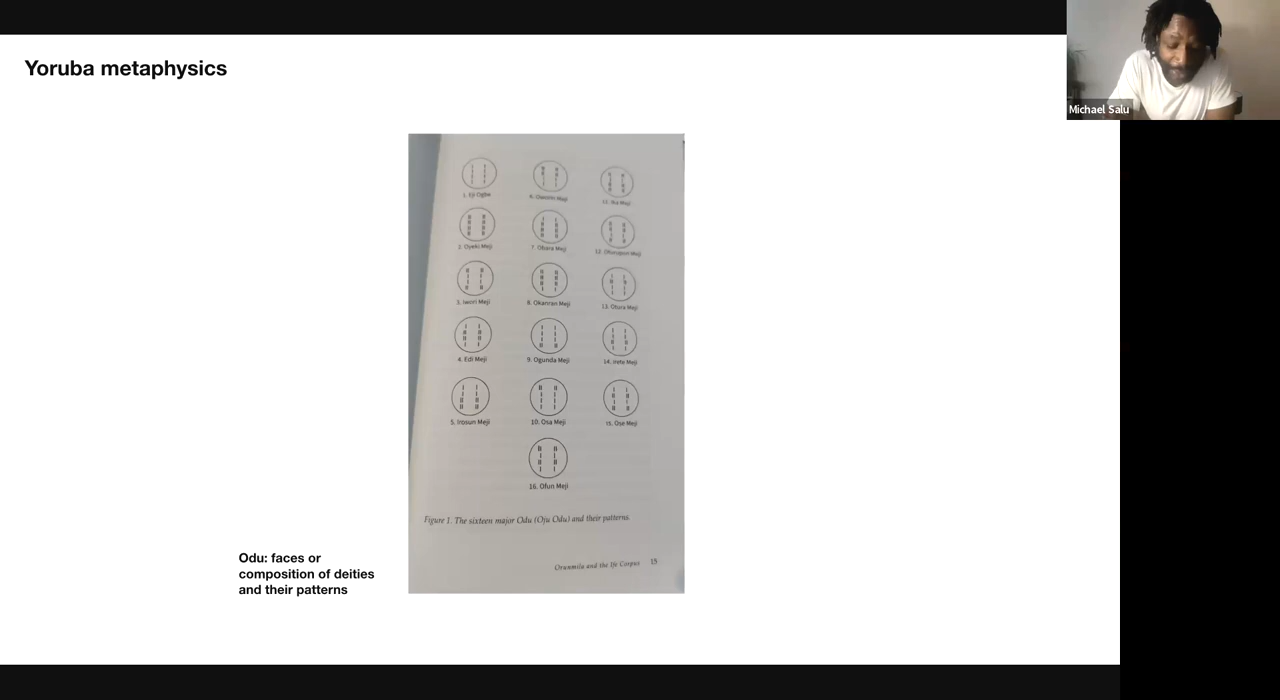 Yoruba metaphysics
Michael Salu
1. Eji Ogbe
6. Owonrin Meji
11. Ika Meji
2. Oyeku Meji
7. Obara Meji
12. Oturupon Meji
3. Iwori Meji
8. Okanran Meji
13. Otura Meji
4. Edi Meji
9. Ogunda Meji
14. Irete Meji
5. Irosun Meji
10. Osa Meji
15. Ose Meji
16. Ofun Meji
Figure 1. The sixteen major Odu (Oju Odu) and their patterns.
Orunmila and the Ife Corpus 15
Odu: faces or
composition of deities
and their patterns